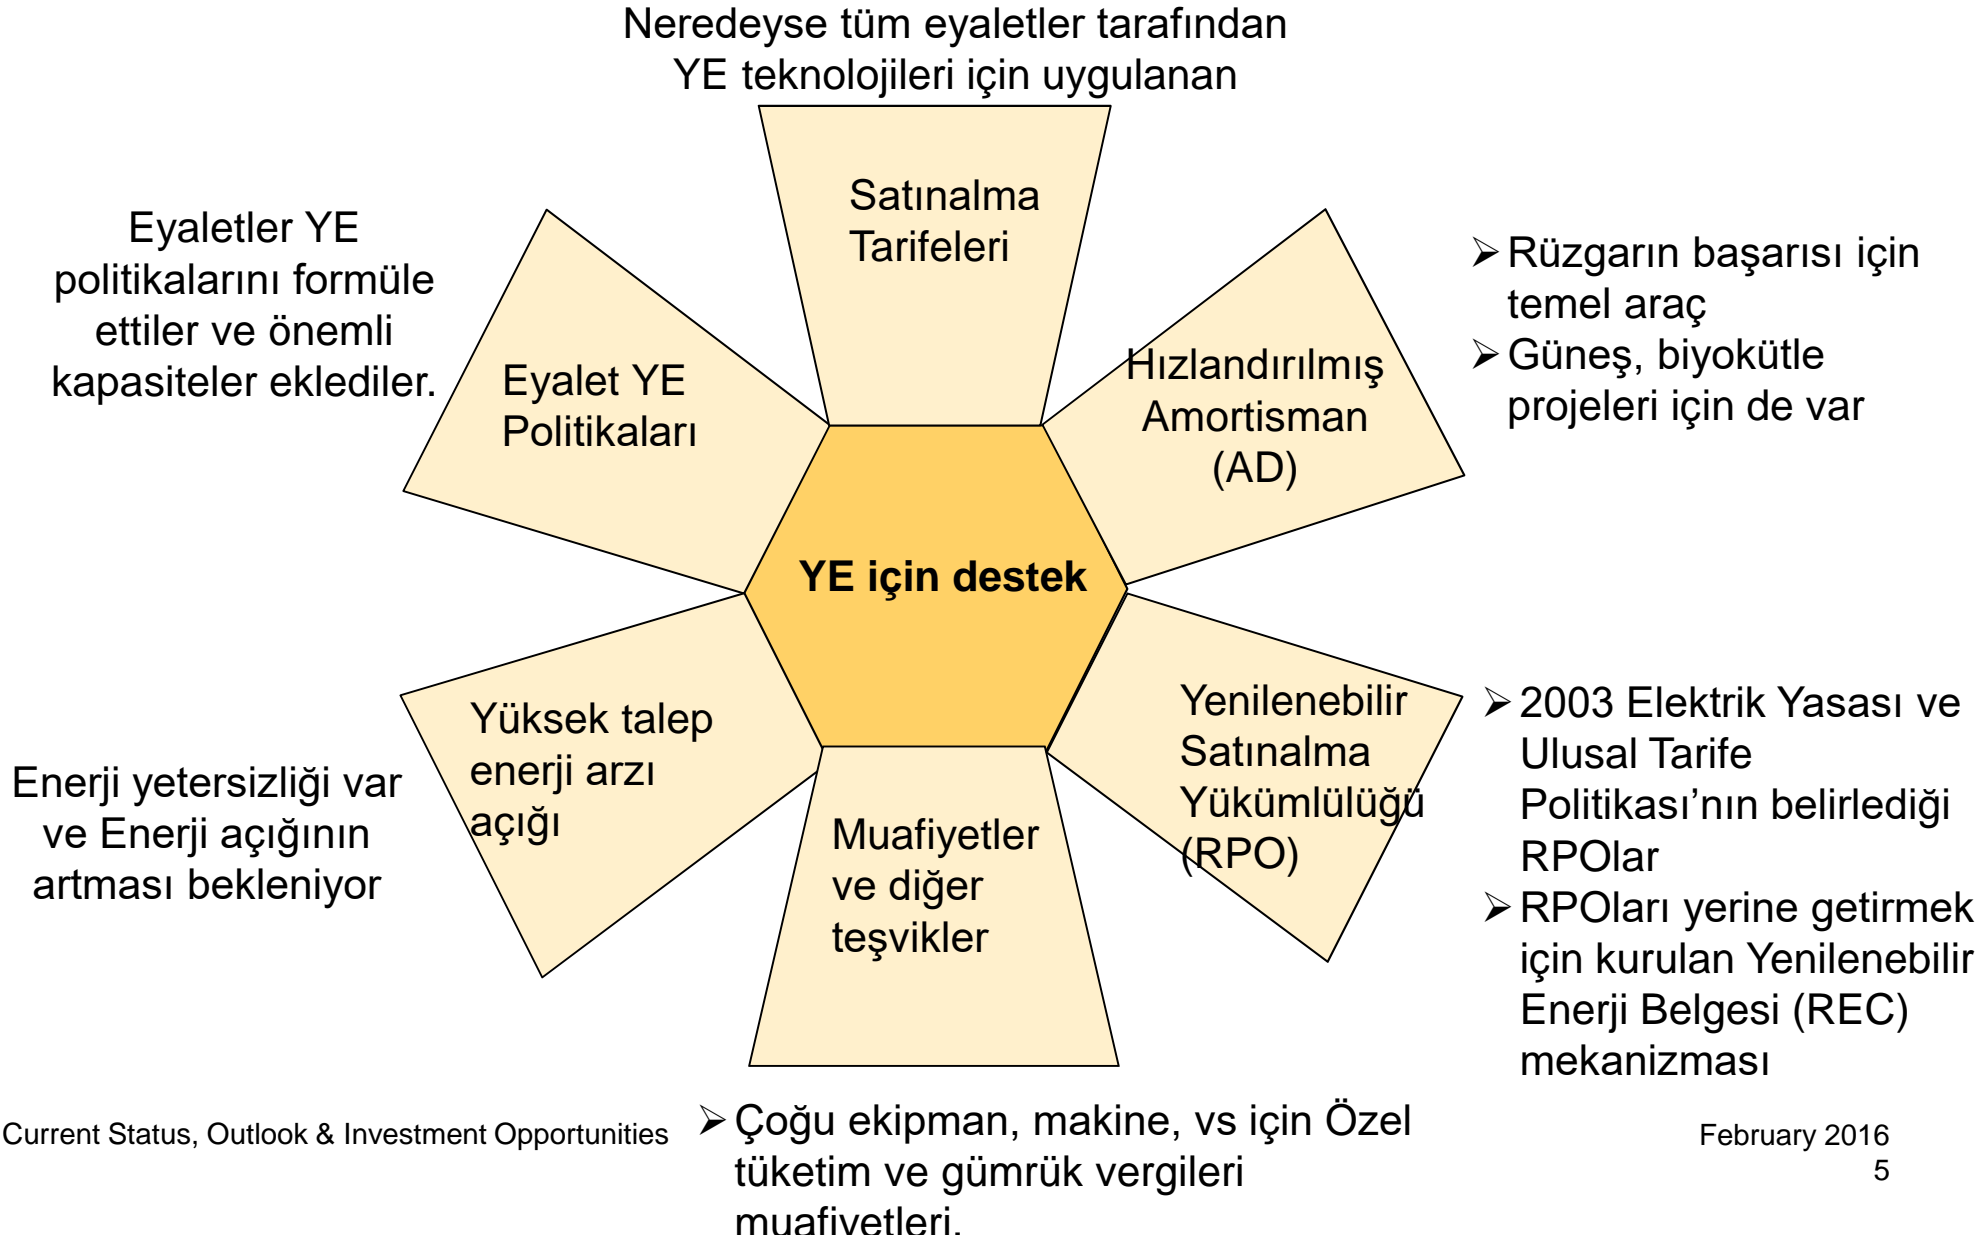 Neredeyse tüm eyaletler tarafından
YE teknolojileri için uygulanan
Satınalma
Tarifeleri
Eyaletler YE
politikalarını formüle
ettiler ve önemli
kapasiteler eklediler.
Eyalet YE
Politikaları
Hızlandırılmış
Amortisman
(AD)
➢ Rüzgarın başarısı için
temel araç
➢ Güneş, biyokütle
projeleri için de var
YE için destek
Yüksek talep
enerji arzı
açığı
Enerji yetersizliği var
ve Enerji açığının
artması bekleniyor
Muafiyetler
ve diğer
teşvikler
Yenilenebilir
Satınalma
Yükümlülüğü
(RPO)
➢ 2003 Elektrik Yasası ve
Ulusal Tarife
Politikası’nın belirlediği
RPOlar
➢ RPOları yerine getirmek
için kurulan Yenilenebilir
Enerji Belgesi (REC)
mekanizması
➢ Çoğu ekipman, makine, vs için Özel
tüketim ve gümrük vergileri
muafiyetleri.
Current Status, Outlook & Investment Opportunities
February 2016
5